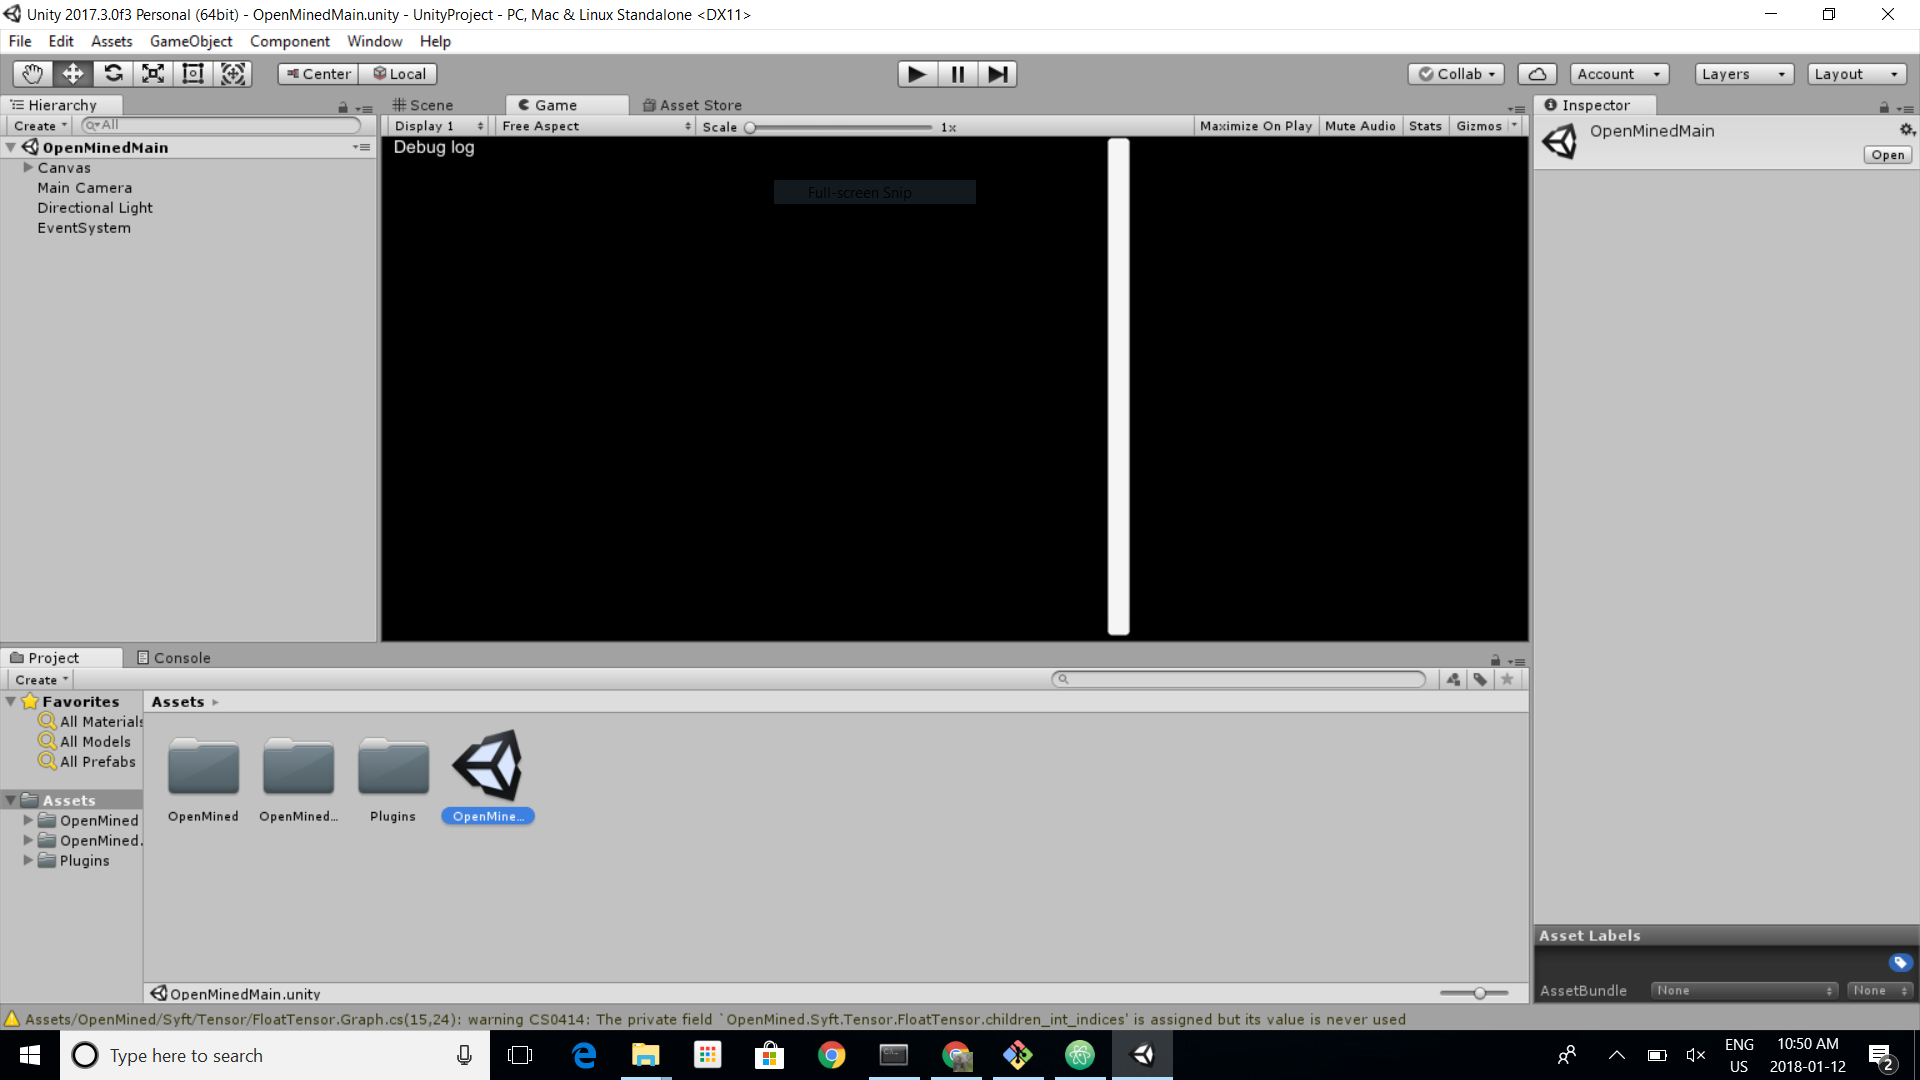 Unity 2017.3.0f3 Personal (64bit) - OpenMinedMain.unity - UnityProject - PC, Mac & Linux Standalone <DX11>
File Edit Assets GameObject Component Window Help
Center Local Collab Account Layers Layout
Hierarchy
Create All
OpenMinedMain
Canvas
Main Camera
Directional Light
EventSystem
Scene Game Asset Store
Display 1 Free Aspect Scale 1x Maximize On Play Mute Audio Stats Gizmos
Debug log
Full-screen Snip
Inspector
OpenMinedMain
Open
Project Console
Create
Favorites
All Materials
All Models
All Prefabs
Assets
OpenMined
OpenMined.
Plugins
Assets
OpenMined OpenMined... Plugins OpenMine...
OpenMinedMain.unity
Asset Labels
AssetBundle None None
Assets/OpenMined/Syft/Tensor/FloatTensor.Graph.cs(15,24): warning CS0414: The private field `OpenMined.Syft.Tensor.FloatTensor.children_int_indices' is assigned but its value is never used
Type here to search
ENG
US
10:50 AM
2018-01-12
2